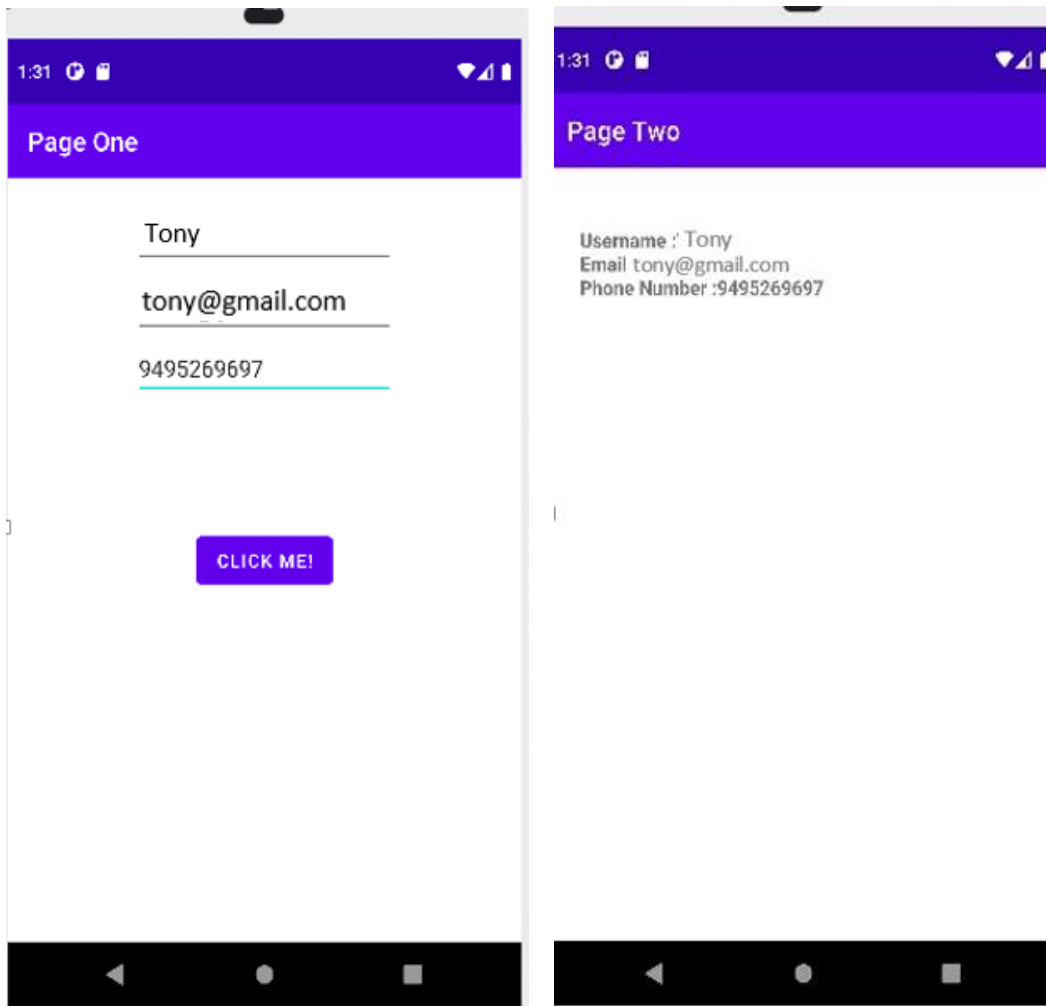 1:31
Page One
Tony
tony@gmail.com
9495269697
CLICK ME!
1:31
Page Two
Username : Tony
Email tony@gmail.com
Phone Number :9495269697